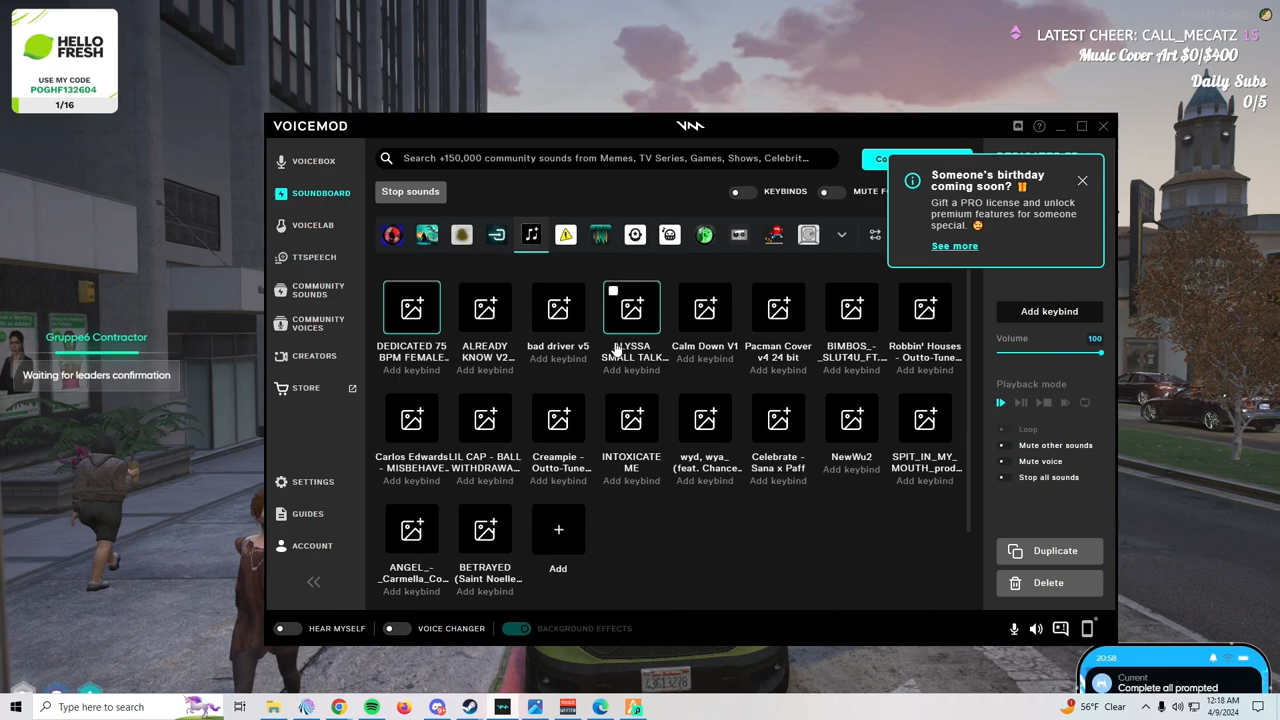 HELLO
FRESH
USE MY CODE
POGHF132604
1/16
LATEST CHEER: CALL_MECATZ 15
Music Cover Art $0/$400
Daily Subs
0/5
VOICEMOD
VOICEBOX
SOUNDBOARD
VOICELAB
TTSPEECH
COMMUNITY
SOUNDS
COMMUNITY
VOICES
CREATORS
STORE
SETTINGS
GUIDES
ACCOUNT
Search +150,000 community sounds from Memes, TV Series, Games, Shows, Celebrit...
Stop sounds
KEYBINDS
MUTE
Someone's birthday
coming soon?
Gift a PRO license and unlock
premium features for someone
special.
See more
DEDICATED 75
BPM FEMALE...
Add keybind
ALREADY
KNOW V2...
Add keybind
bad driver v5
Add keybind
SMALL TALK...
Add keybind
Calm Down V1
Add keybind
Pacman Cover
v4 24 bit
Add keybind
BIMBOS_-
_SLUT4U_FT....
Add keybind
Robbin' Houses
- Outto-Tune...
Add keybind
Carlos Edwards
- MISBEHAVE...
Add keybind
LIL CAP - BALL
WITHDRAWA...
Add keybind
Creampie -
Outto-Tune...
Add keybind
INTOXICATE
ME
Add keybind
wyd, wya_
(feat. Chance...
Add keybind
Celebrate -
Sana x Paff
Add keybind
NewWu2
Add keybind
SPIT_IN_MY_
MOUTH_prod...
Add keybind
ANGEL_-
_Carmella_Co...
Add keybind
BETRAYED
(Saint Noelle...
Add keybind
Add
Add keybind
Volume 100
Playback mode
Loop
Mute other sounds
Mute voice
Stop all sounds
Duplicate
Delete
HEAR MYSELF
VOICE CHANGER
BACKGROUND EFFECTS
Gruppe6 Contractor
Waiting for leaders confirmation
43613278
20:58
Current
Complete all prompted
Type here to search
56°F Clear
12:18 AM
4/9/2024